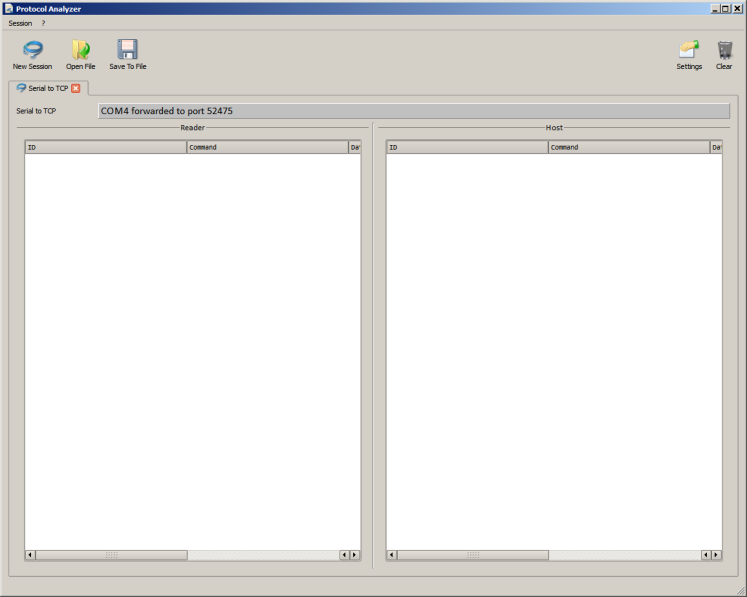 Protocol Analyzer
Session ?
New Session Open File Save To File Settings Clear
Serial to TCP
Serial to TCP COM4 forwarded to port 52475
Reader Host
ID Command Da ID Command Da